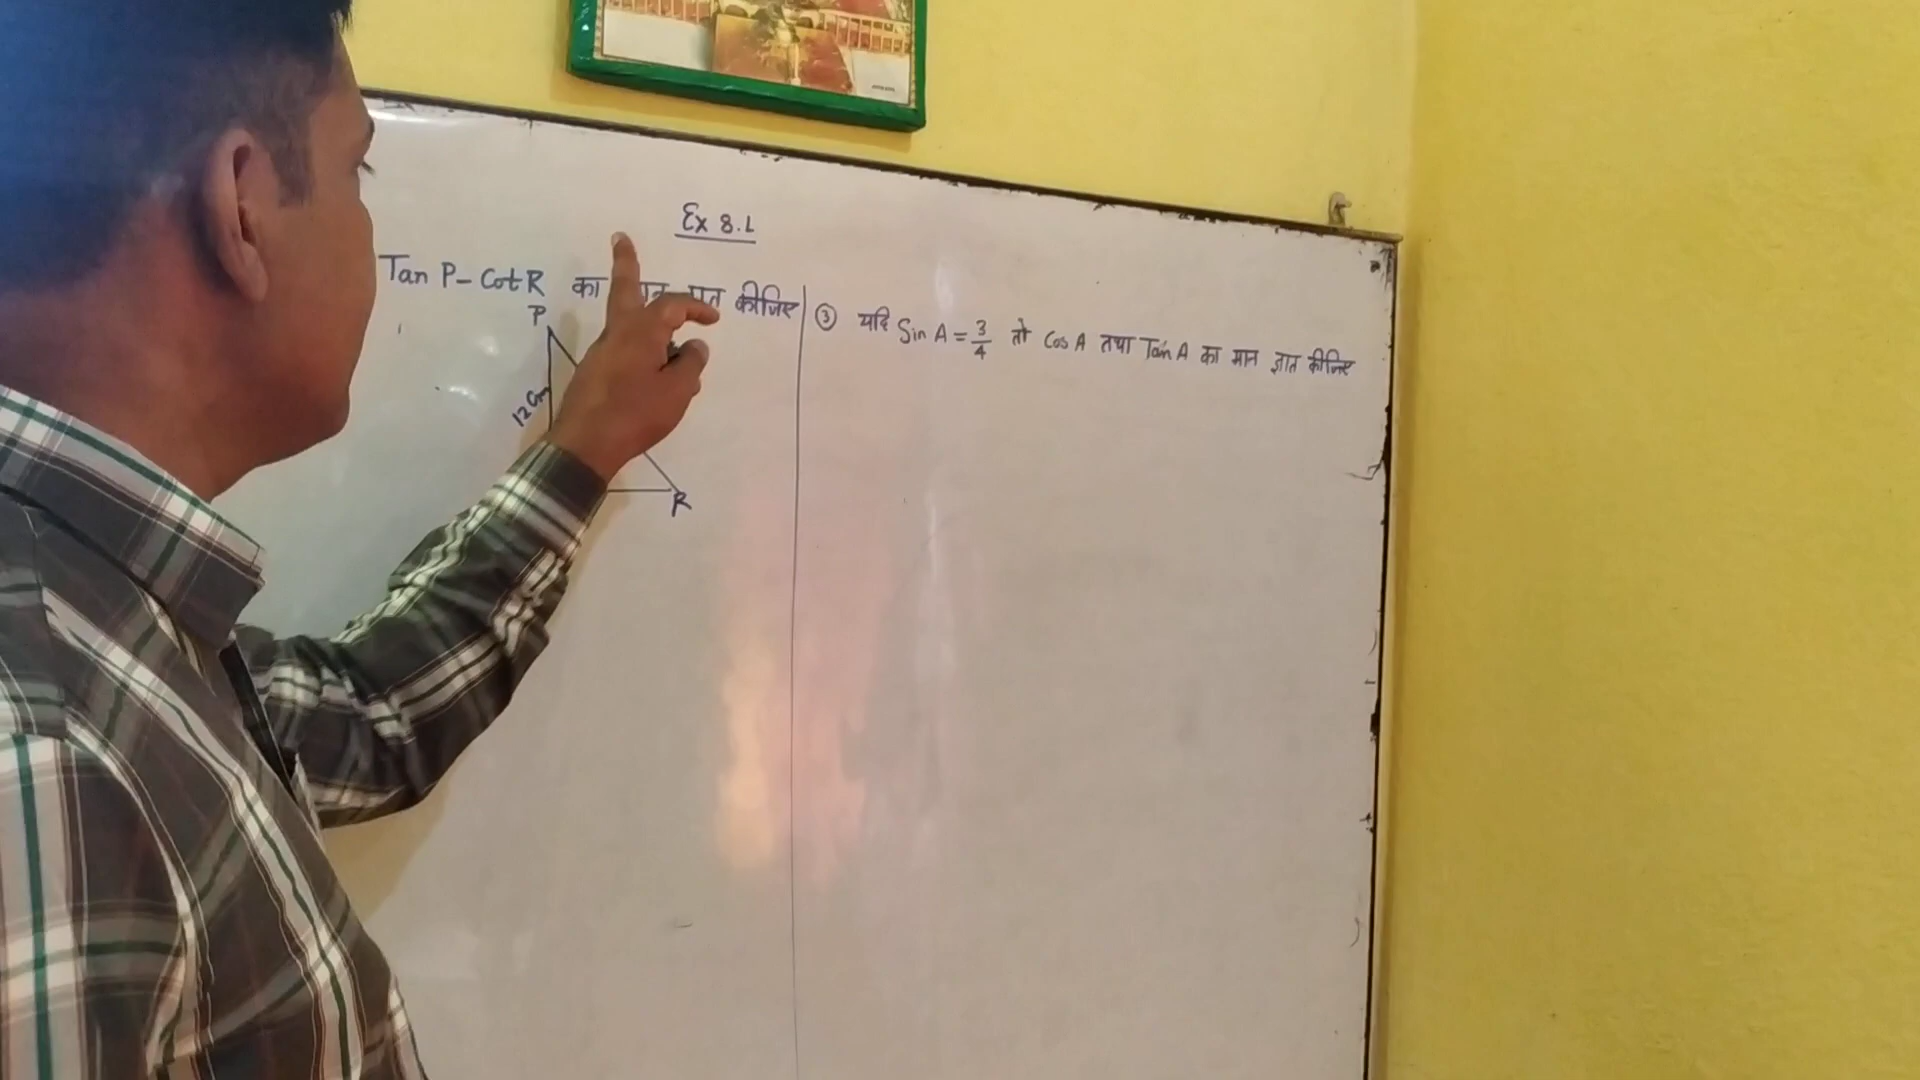 Ex 8.1
Tan P - Cot R का कीजिए
P
12 Cm
R
③ यदि Sin A = 3/4 तो Cos A तथा Tan A का मान ज्ञात कीजिए